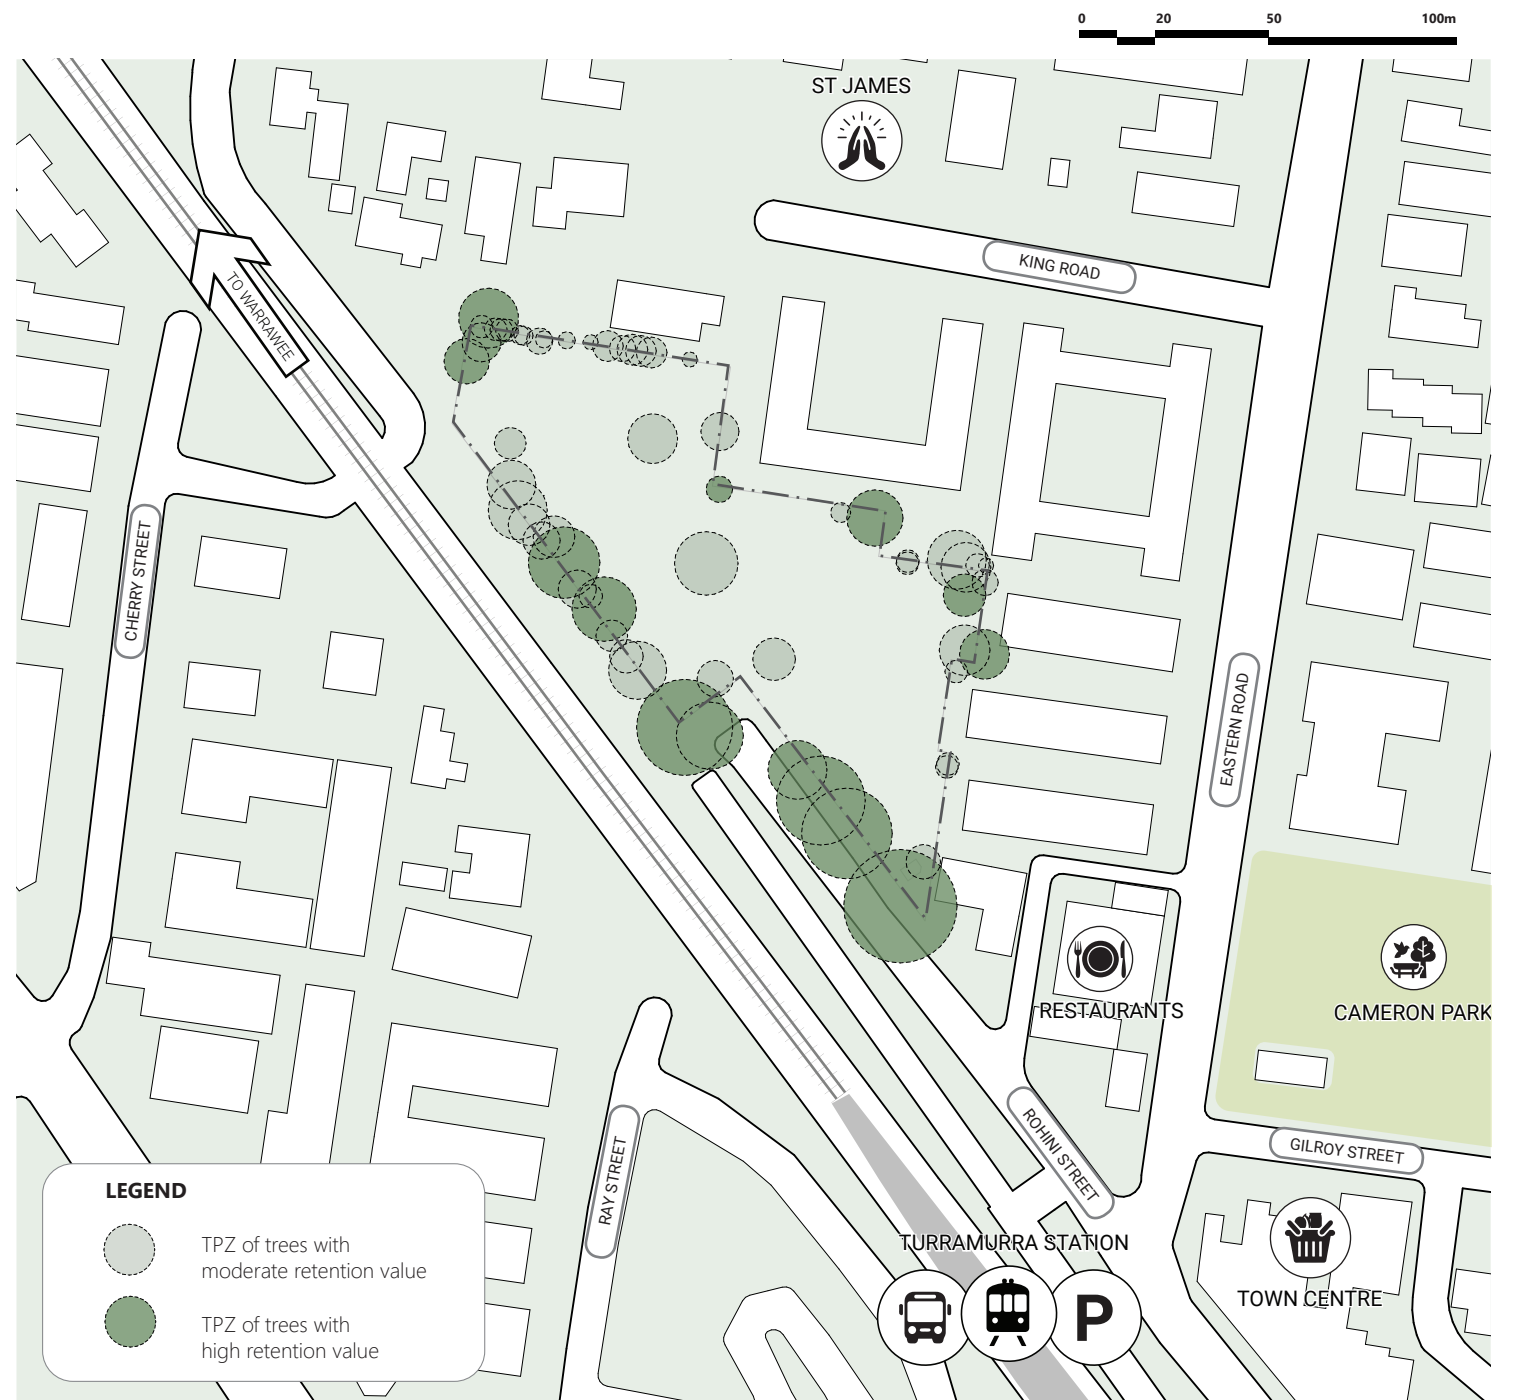 0 20 50 100m
ST JAMES
KING ROAD
TO WARRAWEE
CHERRY STREET
EASTERN ROAD
RESTAURANTS
CAMERON PARK
ROHINI STREET
GILROY STREET
RAY STREET
TURRAMURRA STATION
P
TOWN CENTRE
LEGEND
TPZ of trees with
moderate retention value
TPZ of trees with
high retention value